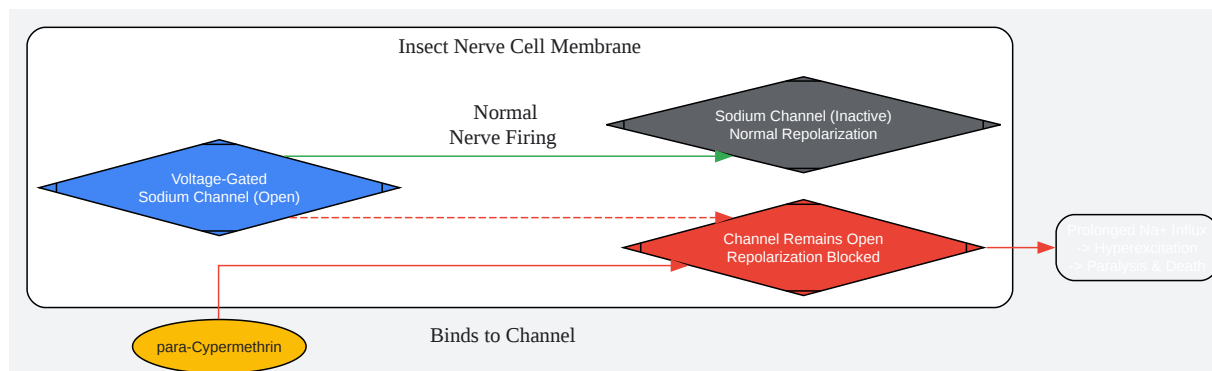 Insect Nerve Cell Membrane
Normal
Nerve Firing
Sodium Channel (Inactive)
Normal Repolarization
Voltage-Gated
Sodium Channel (Open)
Channel Remains Open
Repolarization Blocked
Prolonged Na+ Influx
-> Hyperexcitation
-> Paralysis & Death
para-Cypermethrin
Binds to Channel